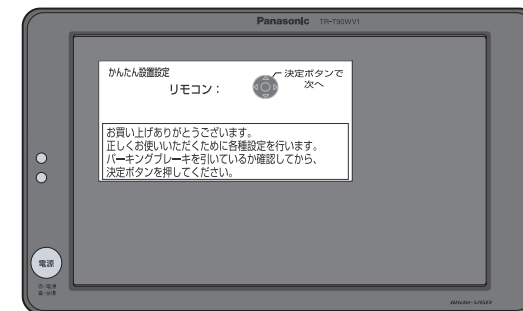 Panasonic TR-T90WV1
かんたん設置設定
リモコン：
決定ボタンで
次へ
お買い上げありがとうございます。
正しくお使いいただくために各種設定を行います。
パーキングブレーキを引いているか確認してから、
決定ボタンを押してください。
電源